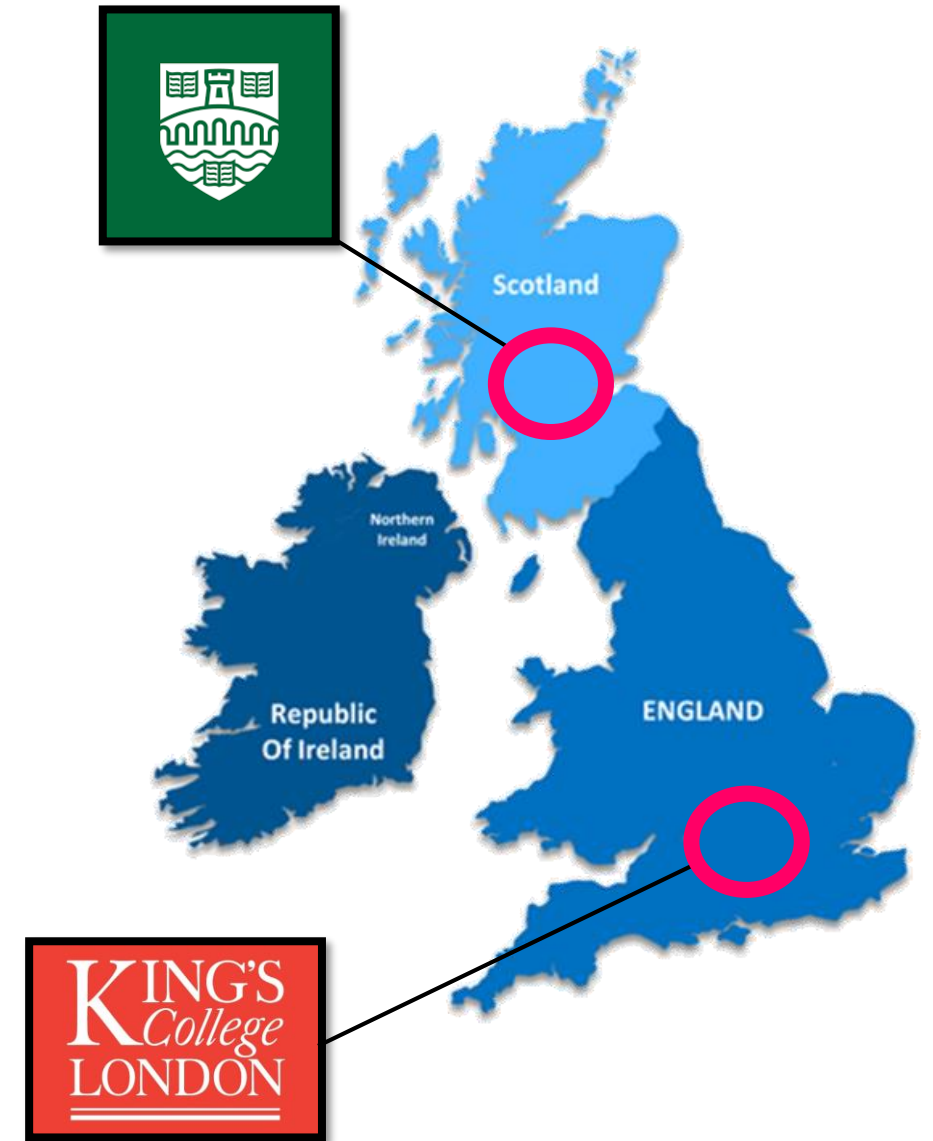 Scotland
Northern
Ireland
Republic
Of Ireland
ENGLAND
KING'S
College
LONDON